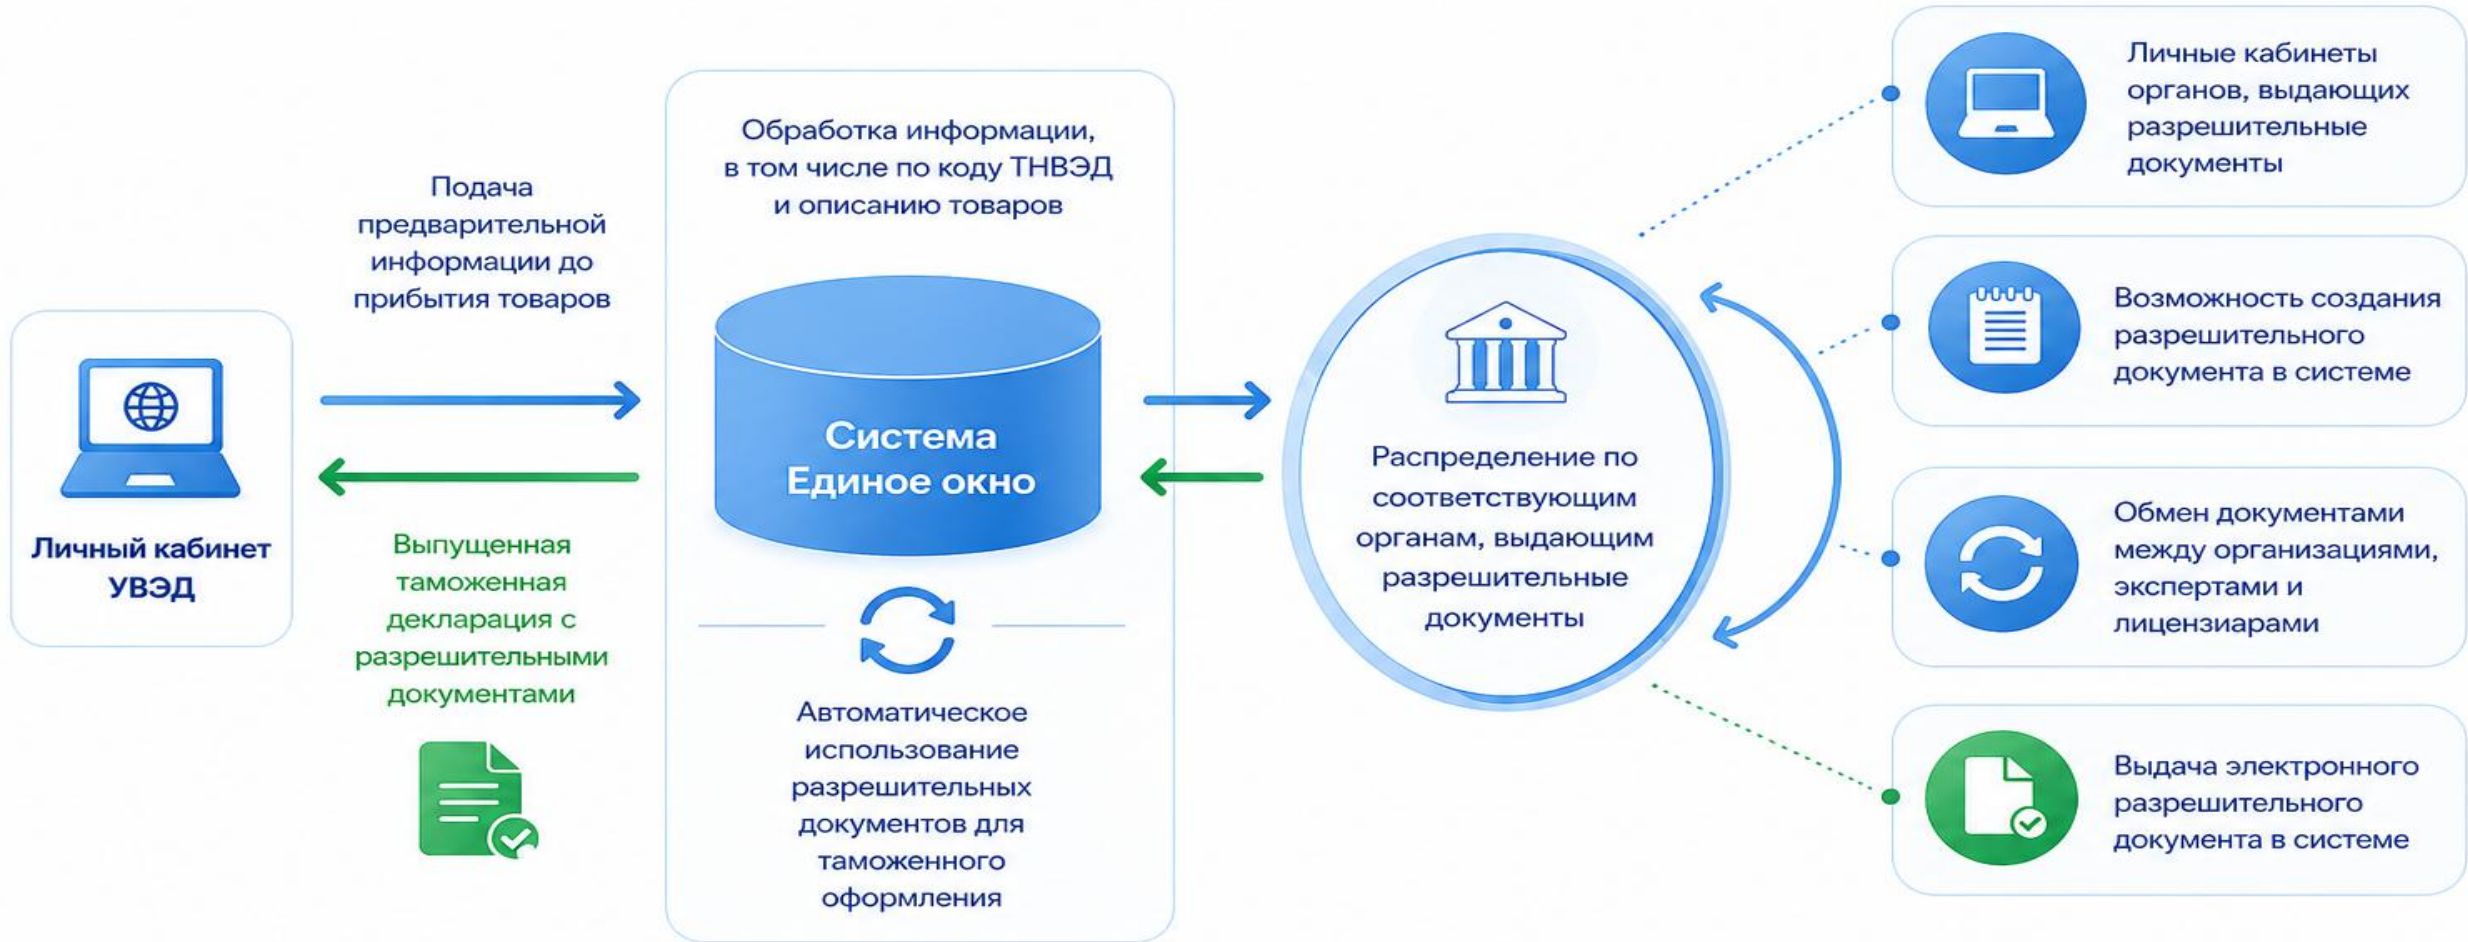 Личный кабинет
УВЭД
Подача
предварительной
информации до
прибытия товаров
Выпущенная
таможенная
декларация с
разрешительными
документами
Обработка информации,
в том числе по коду ТНВЭД
и описанию товаров
Система
Единое окно
Автоматическое
использование
разрешительных
документов для
таможенного
оформления
Распределение по
соответствующим
органам, выдающим
разрешительные
документы
Личные кабинеты
органов, выдающих
разрешительные
документы
Возможность создания
разрешительного
документа в системе
Обмен документами
между организациями,
экспертами и
лицензиарами
Выдача электронного
разрешительного
документа в системе